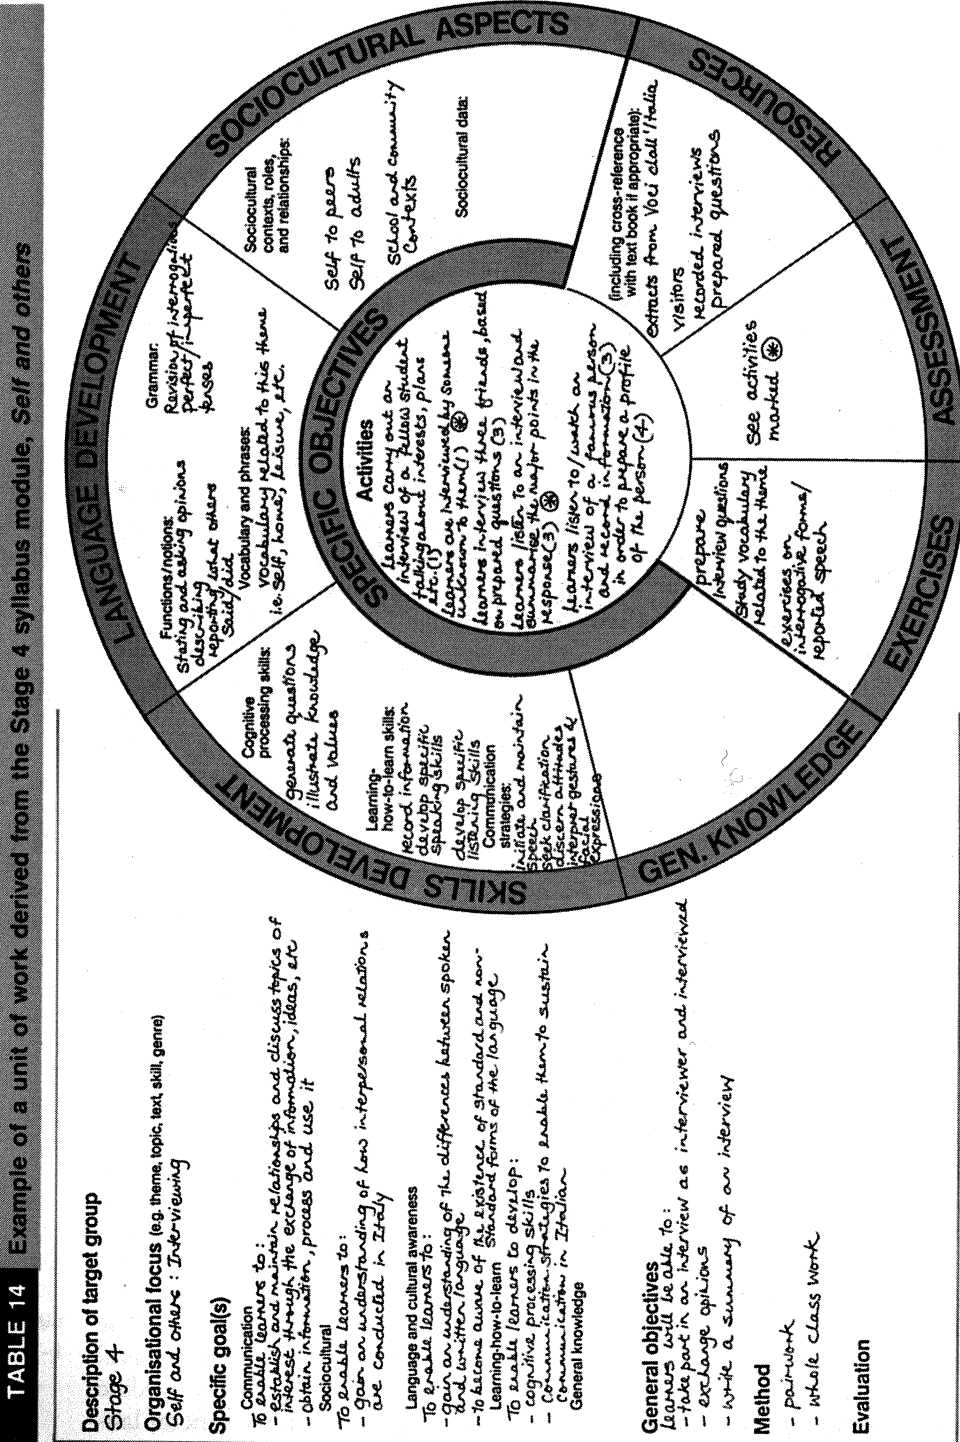 TABLE 14 Example of a unit of work derived from the Stage 4 syllabus module, Self and others
Description of target group
Stage 4
Organisational focus (e.g. theme, topic, text, skill, genre)
Self and others : Interviewing
Specific goal(s)
Communication
To enable learners to :
- establish and maintain relationships and discuss topics of
interest through the exchange of information, ideas, etc
- obtain information, process and use it
Sociocultural
To enable learners to :
- gain an understanding of how interpersonal relations
are conducted in Italy
Language and cultural awareness
To enable learners to :
- gain an understanding of the differences between spoken
and written language
- to become aware of the existence of standard and non-
standard forms of the language
Learning-how-to-learn
To enable learners to develop :
- cognitive processing skills
- communication strategies to enable them to sustain
communication in Italian
General knowledge
General objectives
Learners will be able to :
- take part in an interview as interviewer and interviewed
- exchange opinions
- write a summary of an interview
Method
- pairwork
- whole class work
Evaluation
SKILLS DEVELOPMENT
Cognitive
processing skills:
generate questions
illustrate knowledge
and values
Learning-
how-to-learn skills:
record information
develop specific
speaking skills
develop specific
listening skills
Communication
strategies:
initiate and maintain
speech
seek clarification
discern attitudes
interpret gestures &
facial
expressions
LANGUAGE DEVELOPMENT
Functions/notions:
Stating and asking opinions
describing
reporting what others
said/did
Vocabulary and phrases:
vocabulary related to this theme
i.e. self, home, leisure, etc.
Grammar:
Revision of interrogatives
perfect/imperfect
tenses
SOCIOCULTURAL ASPECTS
Sociocultural
contexts, roles,
and relationships:
Self to peers
Self to adults
School and community
contexts
Sociocultural data:
RESOURCES
(including cross-reference
with text book if appropriate):
extracts from Voci dall'Italia
visitors
recorded interviews
prepared questions
ASSESSMENT
See activities
marked ⊛
EXERCISES
prepare
interview questions
Study vocabulary
related to the theme
exercises on
interrogative forms/
reported speech
GEN. KNOWLEDGE
SPECIFIC OBJECTIVES
Activities
Learners carry out an
interview of a fellow student
talking about interests, plans
etc. (1)
Learners are interviewed by someone
unknown to them (1) ⊛
Learners interview three friends, based
on prepared questions (3)
Learners listen to an interview and
summarise the major points in the
response (3) ⊛
Learners listen to/watch an
interview of a famous person
and record information (3)
in order to prepare a profile
of the person (4)